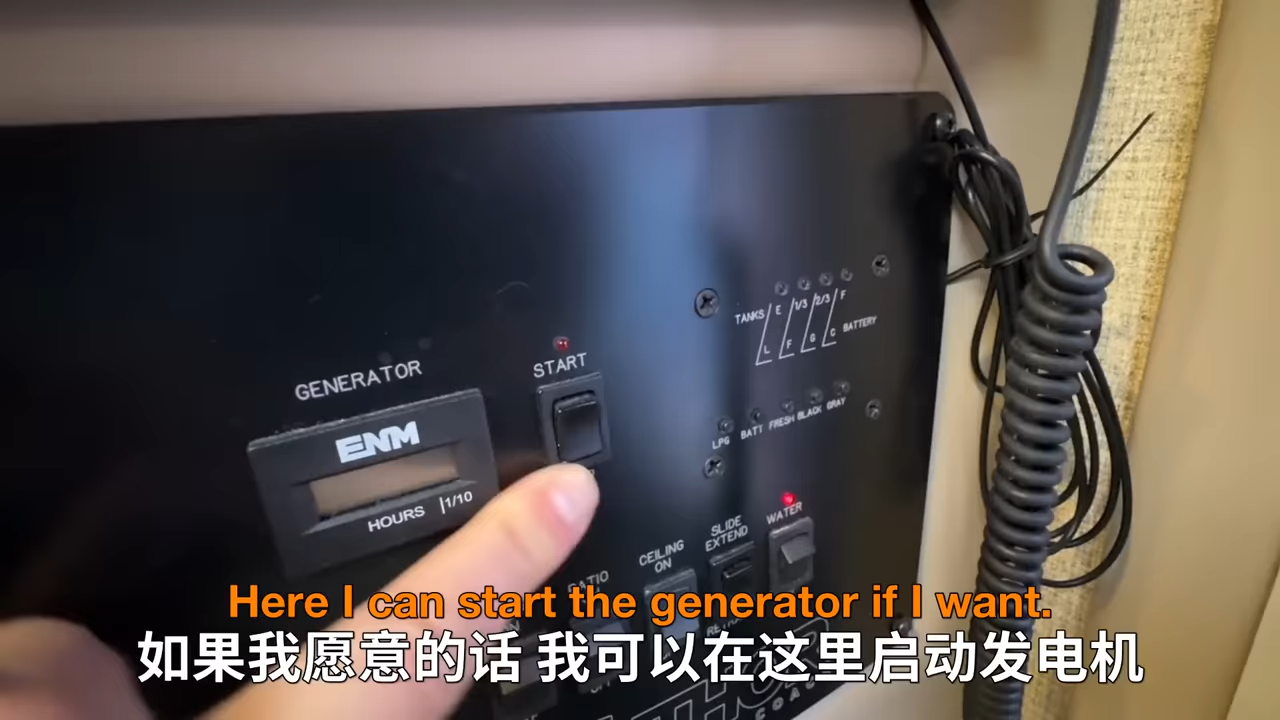 GENERATOR
ENM
HOURS 1/10
START
TANKS E 1/3 2/3 F
L F G C BATTERY
LPG BATT FRESH BLACK GRAY
WATER
SLIDE
EXTEND
CEILING
ON
COAC
Here I can start the generator if I want.
如果我愿意的话 我可以在这里启动发电机